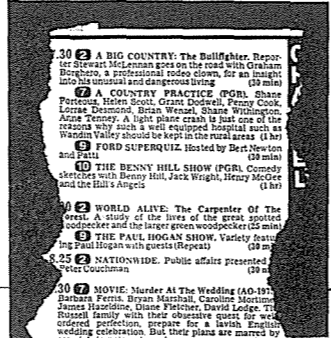 .30 2 A BIG COUNTRY: The Bullfighter. Repor-
ter Stewart McLennan goes on the road with Graham
Borghero, a professional rodeo clown, for an insight
into his unusual and dangerous living (30 min)
7 A COUNTRY PRACTICE (PGR). Shane
Porteous, Helen Scott, Grant Dodwell, Penny Cook,
Lorrae Desmond, Brian Wenzel, Shane Withington,
Anne Tenney. A light plane crash is just one of the
reasons why such a well equipped hospital such as
Wandin Valley should be kept in the rural areas (1 hr)
9 FORD SUPERQUIZ. Hosted by Bert Newton
and Patti (30 min)
10 THE BENNY HILL SHOW (PGR). Comedy
sketches with Benny Hill, Jack Wright, Henry McGee
and the Hill's Angels (1 hr)
2 WORLD ALIVE: The Carpenter Of The
Forest. A study of the lives of the great spotted
woodpecker and the larger green woodpecker (25 min)
9 THE PAUL HOGAN SHOW. Variety featur-
ing Paul Hogan with guests (Repeat) (30 m
8.25 2 NATIONWIDE. Public affairs presented
Peter Couchman (30
.30 7 MOVIE: Murder At The Wedding (AO-197
Barbara Ferris, Bryan Marshall, Caroline Mortime
James Hazeldine, Diane Fletcher, David Lodge. Th
Russell family with their obsessive quest for well
ordered perfection, prepare for a lavish English
wedding celebration. But their plans are marred by